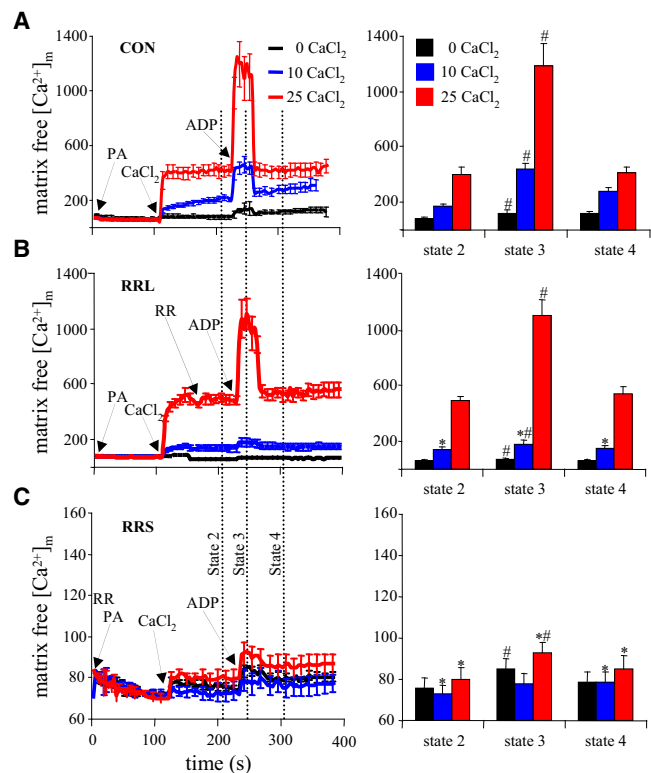 A
CON
0 CaCl₂
10 CaCl₂
25 CaCl₂
ADP
PA
CaCl₂
matrix free [Ca²⁺]ₘ
1400
1000
600
200
0 CaCl₂
10 CaCl₂
25 CaCl₂
#
#
#
1400
1000
600
200
state 2
state 3
state 4
B
RRL
RR
ADP
PA
CaCl₂
matrix free [Ca²⁺]ₘ
1400
1000
600
200
*
#
*#
#
*
1400
1000
600
200
state 2
state 3
state 4
C
RRS
RR
PA
CaCl₂
ADP
State 2
State 3
State 4
matrix free [Ca²⁺]ₘ
160
140
120
100
80
60
0
100
200
300
400
time (s)
*
*
#
*#
*
*
160
140
120
100
80
60
state 2
state 3
state 4